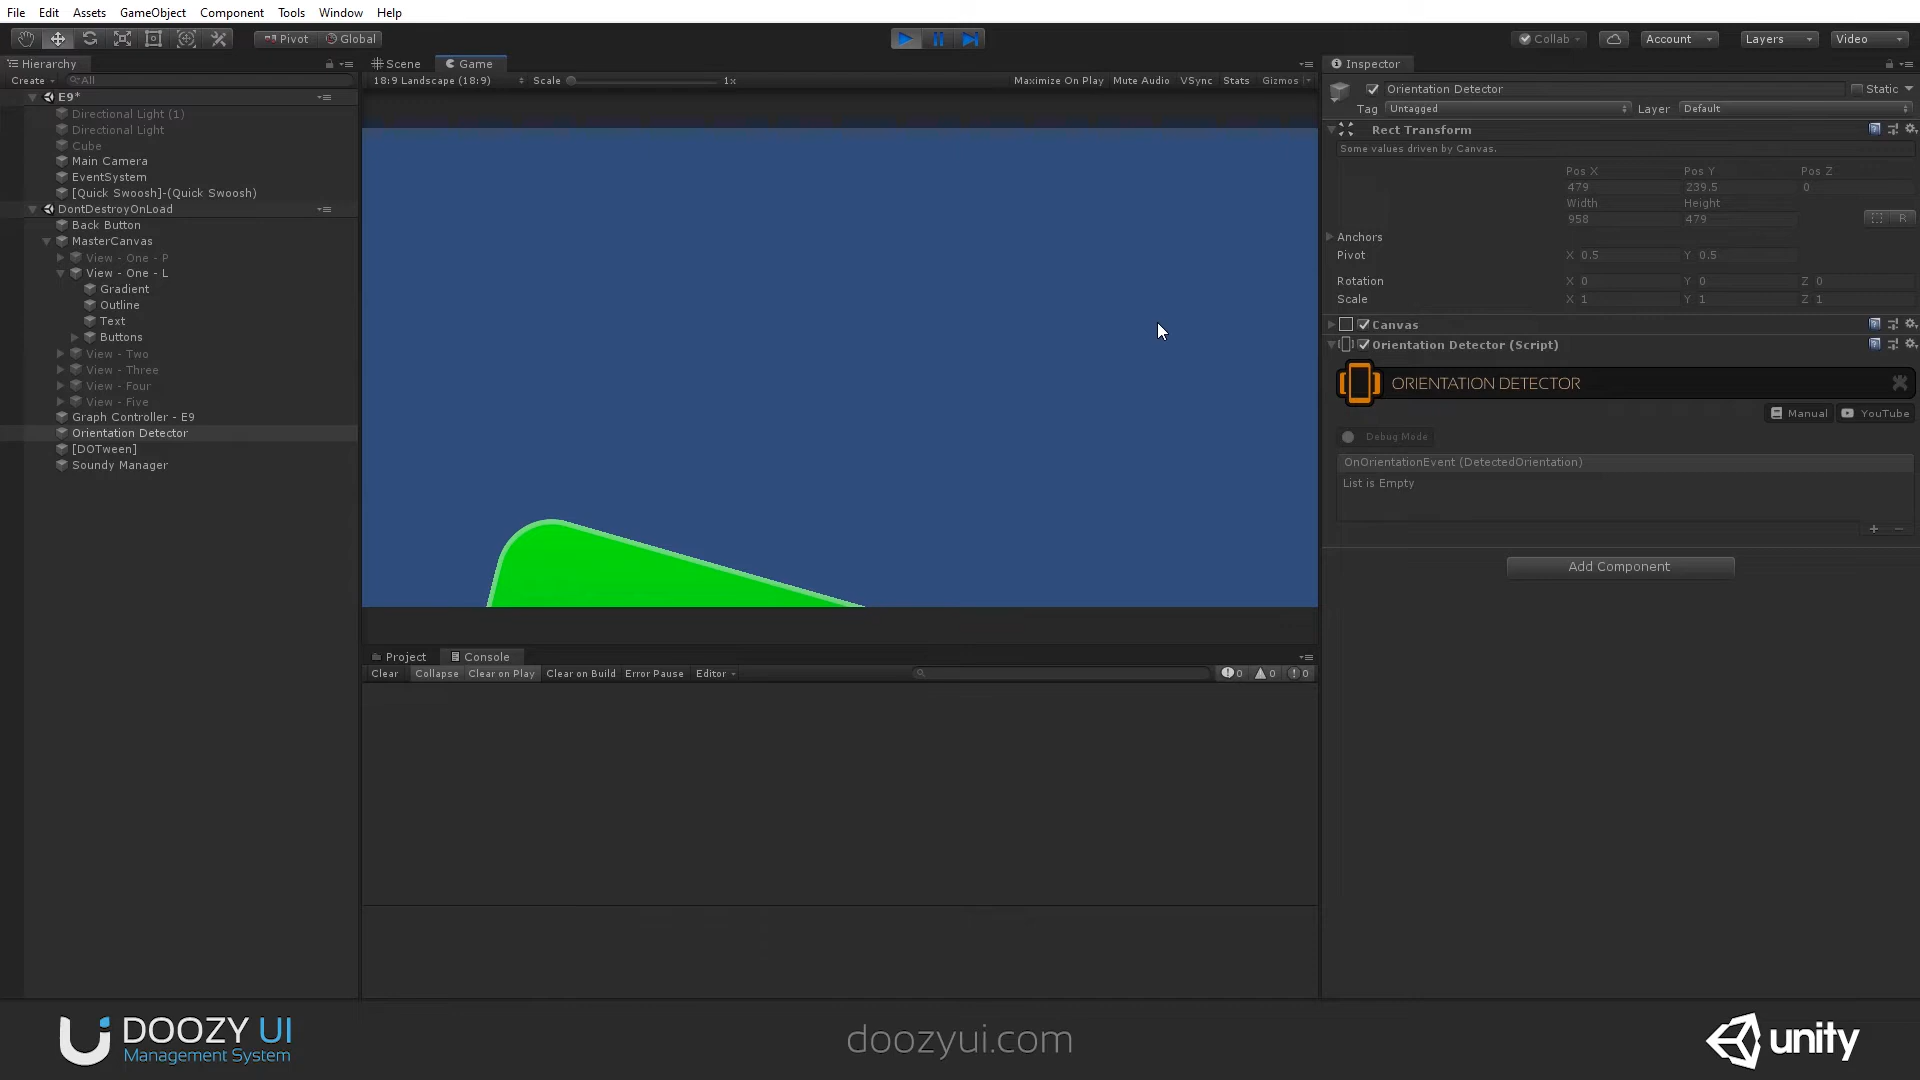 File Edit Assets GameObject Component Tools Window Help
Pivot Global Collab Account Layers Video
Hierarchy
Create All
E9*
Directional Light (1)
Directional Light
Cube
Main Camera
EventSystem
[Quick Swoosh]-(Quick Swoosh)
DontDestroyOnLoad
Back Button
MasterCanvas
View - One - P
View - One - L
Gradient
Outline
Text
Buttons
View - Two
View - Three
View - Four
View - Five
Graph Controller - E9
Orientation Detector
[DOTween]
Soundy Manager
Scene Game
18:9 Landscape (18:9) Scale 1x Maximize On Play Mute Audio VSync Stats Gizmos
Project Console
Clear Collapse Clear on Play Clear on Build Error Pause Editor 0 0 0
Inspector
Orientation Detector Static
Tag Untagged Layer Default
Rect Transform
Some values driven by Canvas.
Pos X Pos Y Pos Z
479 239.5 0
Width Height
958 479 R
Anchors
Pivot X 0.5 Y 0.5
Rotation X 0 Y 0 Z 0
Scale X 1 Y 1 Z 1
Canvas
Orientation Detector (Script)
ORIENTATION DETECTOR
Manual YouTube
Debug Mode
OnOrientationEvent (DetectedOrientation)
List is Empty
+ −
Add Component
DOOZY UI
Management System
doozyui.com
unity